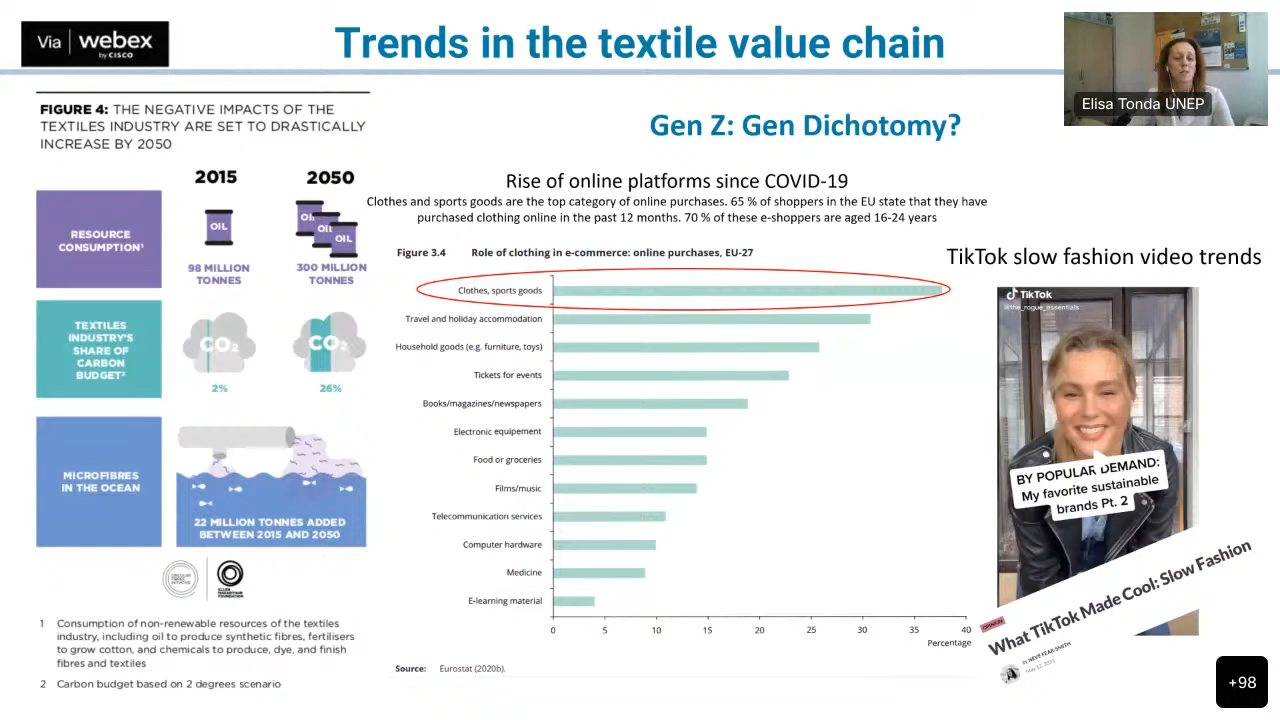 Via webex
by CISCO
Trends in the textile value chain
Elisa Tonda UNEP
FIGURE 4: THE NEGATIVE IMPACTS OF THE
TEXTILES INDUSTRY ARE SET TO DRASTICALLY
INCREASE BY 2050
2015
2050
RESOURCE
CONSUMPTION¹
OIL
OIL
OIL
OIL
98 MILLION
TONNES
300 MILLION
TONNES
TEXTILES
INDUSTRY'S
SHARE OF
CARBON
BUDGET²
CO₂
CO₂
2%
26%
MICROFIBRES
IN THE OCEAN
22 MILLION TONNES ADDED
BETWEEN 2015 AND 2050
ELLEN MACARTHUR
FOUNDATION
1 Consumption of non-renewable resources of the textiles
industry, including oil to produce synthetic fibres, fertilisers
to grow cotton, and chemicals to produce, dye, and finish
fibres and textiles
2 Carbon budget based on 2 degrees scenario
Gen Z: Gen Dichotomy?
Rise of online platforms since COVID-19
Clothes and sports goods are the top category of online purchases. 65 % of shoppers in the EU state that they have
purchased clothing online in the past 12 months. 70 % of these e-shoppers are aged 16-24 years
Figure 3.4 Role of clothing in e-commerce: online purchases, EU-27
Clothes, sports goods
Travel and holiday accommodation
Household goods (e.g. furniture, toys)
Tickets for events
Books/magazines/newspapers
Electronic equipement
Food or groceries
Films/music
Telecommunication services
Computer hardware
Medicine
E-learning material
0 5 10 15 20 25 30 35 40
Percentage
Source: Eurostat (2020b).
TikTok slow fashion video trends
TikTok
@the_rogue_essentials
BY POPULAR DEMAND:
My favorite sustainable
brands Pt. 2
OPINION
What TikTok Made Cool: Slow Fashion
by NEVE FEAR-SMITH
+98